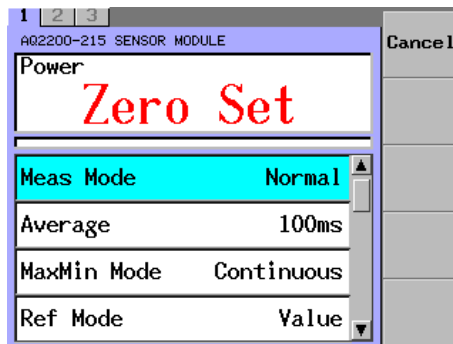 1 2 3
AQ2200-215 SENSOR MODULE
Cancel
Power
Zero Set
Meas Mode Normal
Average 100ms
MaxMin Mode Continuous
Ref Mode Value